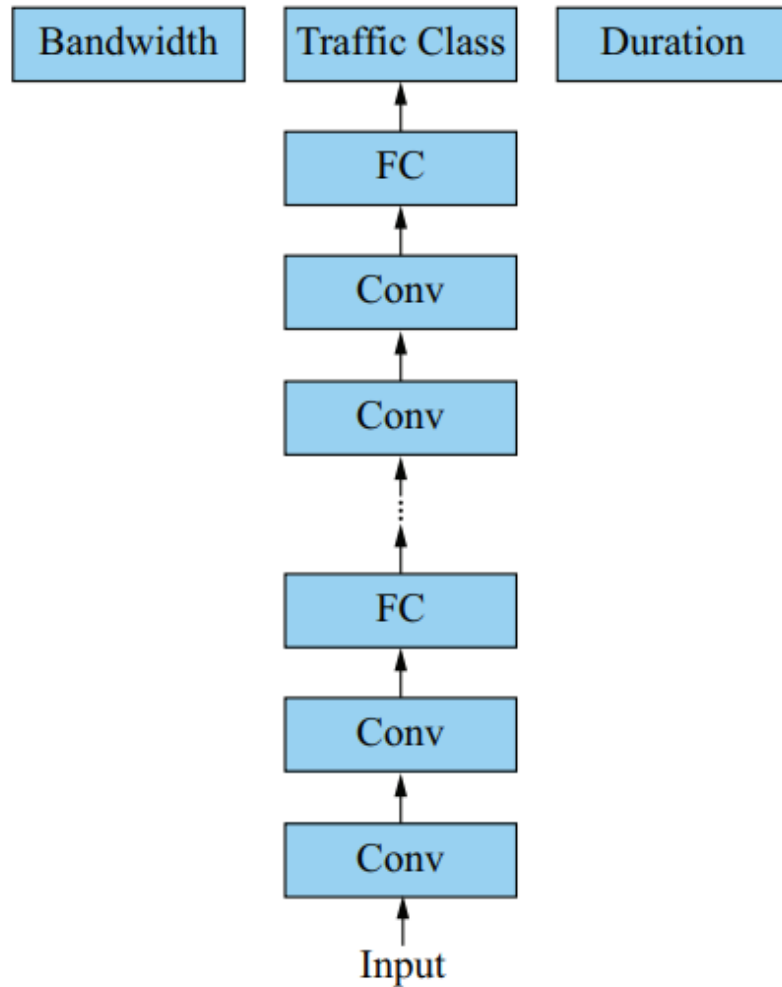 Bandwidth Traffic Class Duration
FC
Conv
Conv
FC
Conv
Conv
Input